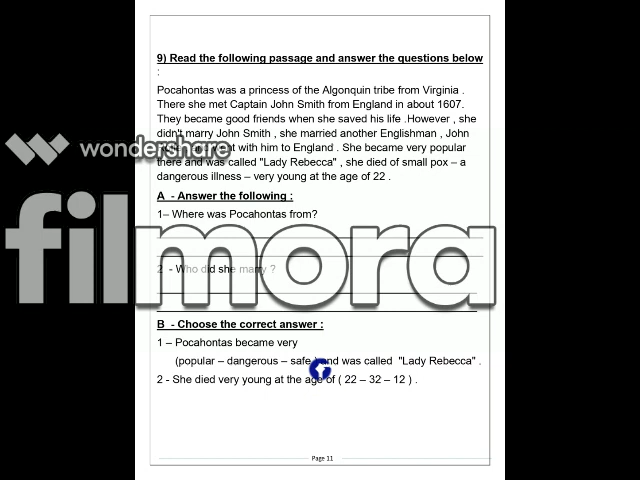 9) Read the following passage and answer the questions below
:
Pocahontas was a princess of the Algonquin tribe from Virginia .
There she met Captain John Smith from England in about 1607.
They became good friends when she saved his life .However , she
didn't marry John Smith , she married another Englishman , John
went with him to England . She became very popular
there and was called "Lady Rebecca" , she died of small pox – a
dangerous illness – very young at the age of 22 .
wondershare
A - Answer the following :
1– Where was Pocahontas from?
filmora
2 - Who did she marry ?
B - Choose the correct answer :
1 – Pocahontas became very
(popular – dangerous – safe ) and was called "Lady Rebecca" .
2 - She died very young at the age of ( 22 – 32 – 12 ) .
Page 11